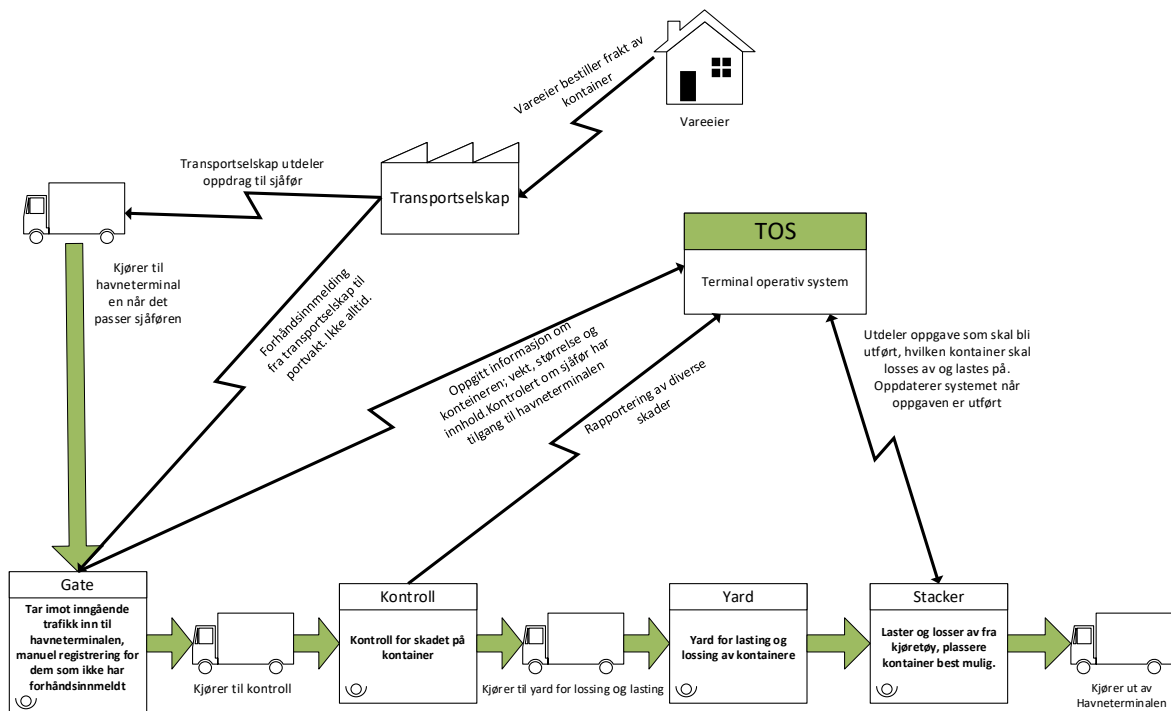 Vareeier bestiller frakt av
kontainer
Vareeier
Transportselskap utdeler
oppdrag til sjåfør
Transportselskap
TOS
Terminal operativ system
Kjører til
havneterminal
en når det
passer sjåføren
Forhåndsinnmelding
fra transportselskap til
portvakt. Ikke alltid.
Oppgitt informasjon om
konteineren; vekt, størrelse og
innhold.Kontrolert om sjåfør har
tilgang til havneterminalen
Rapportering av diverse
skader
Utdeler oppgave som skal bli
utført, hvilken kontainer skal
losses av og lastes på.
Oppdaterer systemet når
oppgaven er utført
Gate
Tar imot inngående
trafikk inn til
havneterminalen,
manuel registrering for
dem som ikke har
forhåndsinnmeldt
Kjører til kontroll
Kontroll
Kontroll for skadet på
kontainer
Kjører til yard for lossing og lasting
Yard
Yard for lasting og
lossing av kontainere
Stacker
Laster og losser av fra
kjøretøy, plassere
kontainer best mulig.
Kjører ut av
Havneterminalen